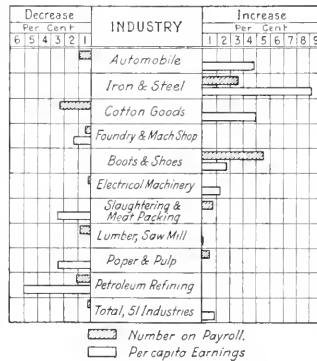 Decrease INDUSTRY Increase
Per Cent Per Cent
6 5 4 3 2 1 1 2 3 4 5 6 7 8 9
Automobile
Iron & Steel
Cotton Goods
Foundry & Mach Shop
Boots & Shoes
Electrical Machinery
Slaughtering &
Meat Packing
Lumber, Saw Mill
Paper & Pulp
Petroleum Refining
Total, 51 Industries
Number on Payroll.
Per capita Earnings